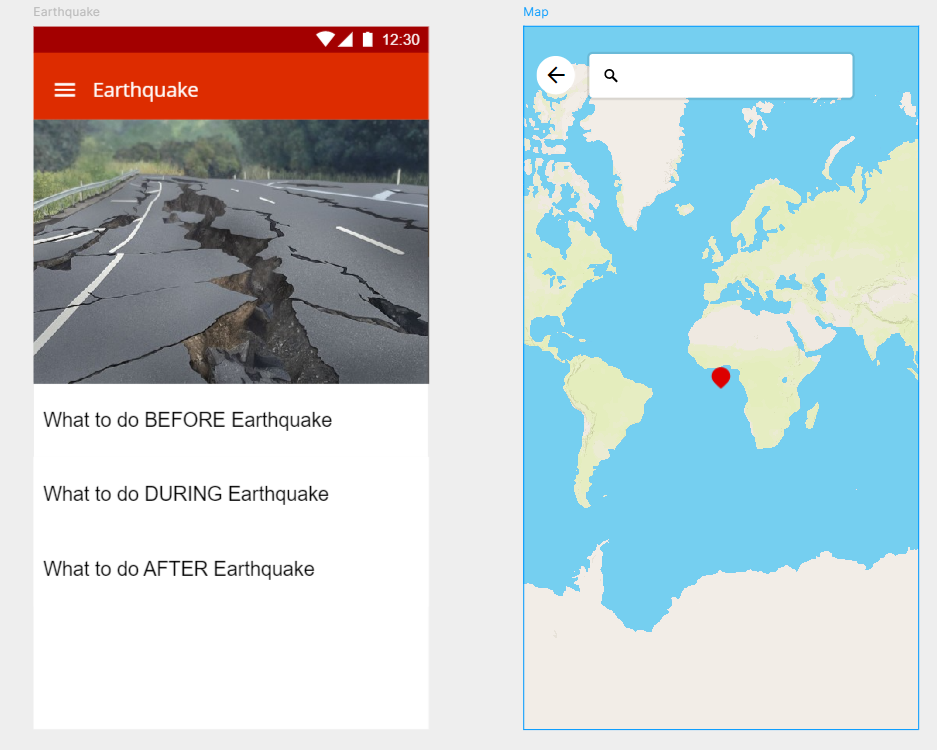 Earthquake
Map
12:30
Earthquake
What to do BEFORE Earthquake
What to do DURING Earthquake
What to do AFTER Earthquake